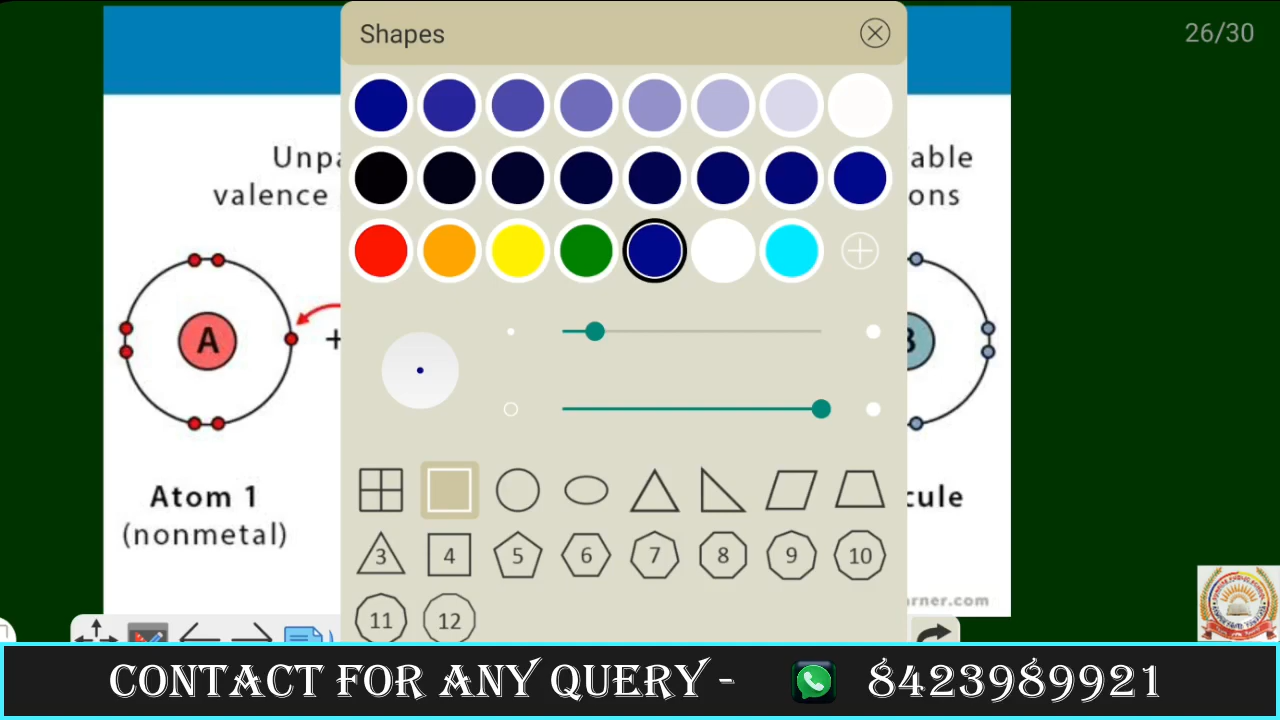 Shapes
26/30
Unpa
able
valence
ons
A
+
B
Atom 1
cule
(nonmetal)
3 4 5 6 7 8 9 10
11 12
rner.com
CONTACT FOR ANY QUERY - 8423989921